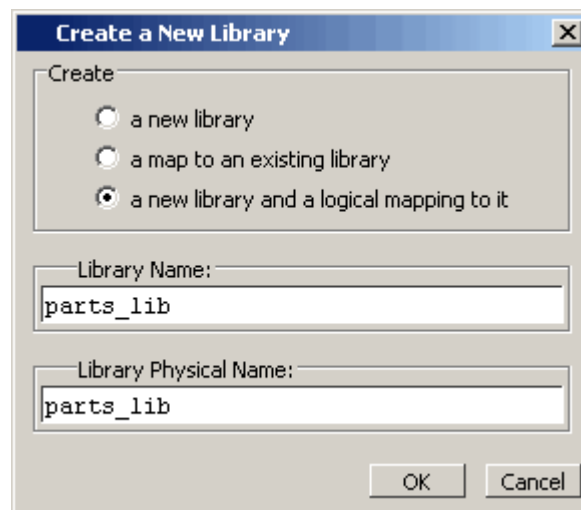 Create a New Library
Create
a new library
a map to an existing library
a new library and a logical mapping to it
Library Name:
parts_lib
Library Physical Name:
parts_lib
OK Cancel